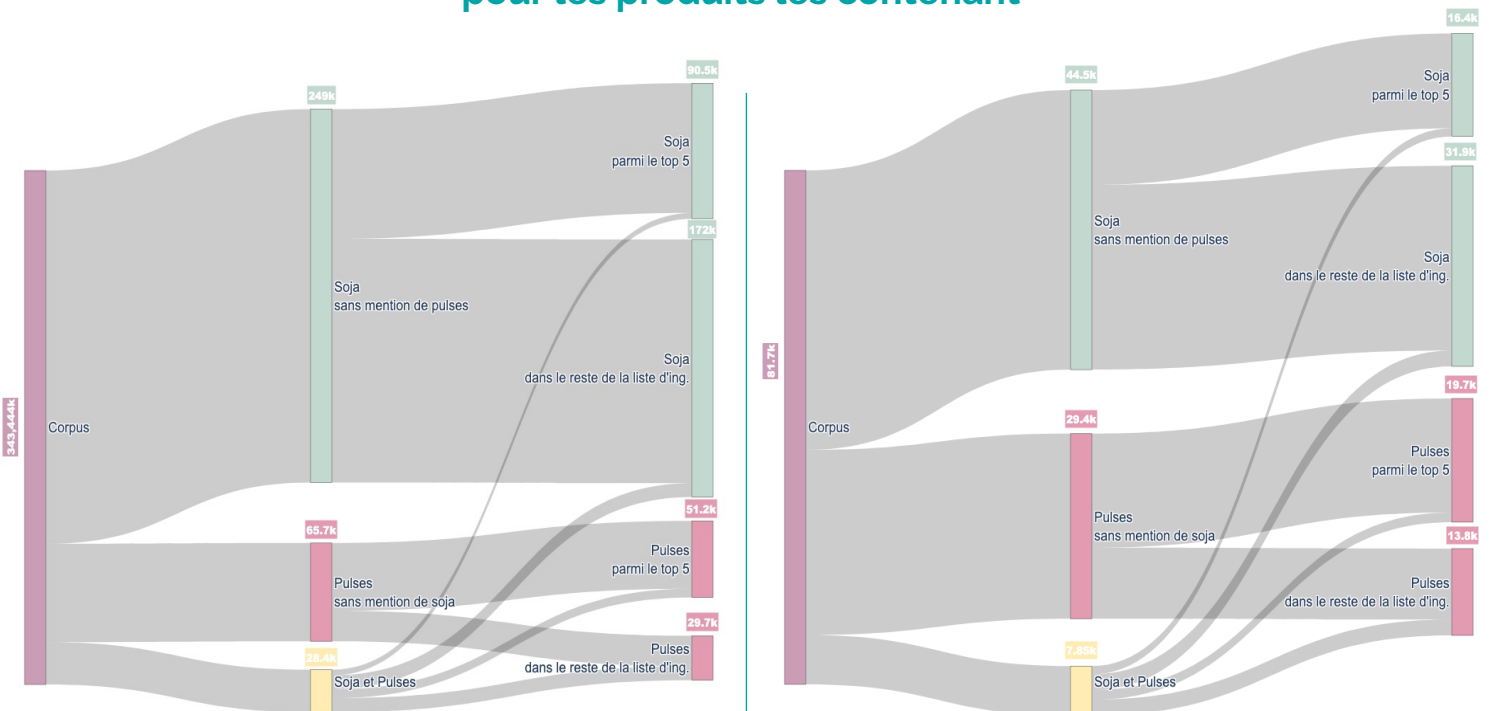 pour les produits les contenant
90.5k
249k
Soja
parmi le top 5
172k
Soja
sans mention de pulses
Soja
dans le reste de la liste d'ing.
343,444k
Corpus
51.2k
65.7k
Pulses
parmi le top 5
Pulses
sans mention de soja
29.7k
Pulses
dans le reste de la liste d'ing.
28.4k
Soja et Pulses
16.4k
44.5k
Soja
parmi le top 5
31.9k
Soja
sans mention de pulses
Soja
dans le reste de la liste d'ing.
81.7k
Corpus
19.7k
29.4k
Pulses
parmi le top 5
Pulses
sans mention de soja
13.8k
Pulses
dans le reste de la liste d'ing.
7.85k
Soja et Pulses